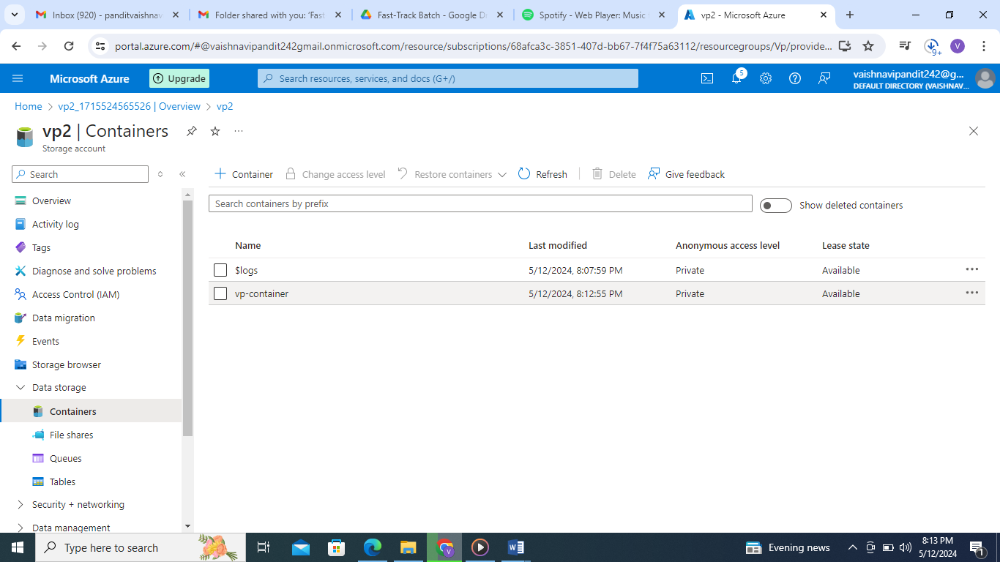 Inbox (920) - panditvaishnav
Folder shared with you: 'Fast
Fast-Track Batch - Google Dr
Spotify - Web Player: Music
vp2 - Microsoft Azure
portal.azure.com/#@vaishnavipandit242gmail.onmicrosoft.com/resource/subscriptions/68afca3c-3851-407d-bb67-7f4f75a63112/resourcegroups/Vp/provide...
9+
V
Microsoft Azure
Upgrade
Search resources, services, and docs (G+/)
5
vaishnavipandit242@g...
DEFAULT DIRECTORY (VAISHNAV...
Home > vp2_1715524565526 | Overview > vp2
vp2 | Containers
Storage account
Search
Container
Change access level
Restore containers
Refresh
Delete
Give feedback
Search containers by prefix
Show deleted containers
Overview
Activity log
Tags
Diagnose and solve problems
Access Control (IAM)
Data migration
Events
Storage browser
Data storage
Containers
File shares
Queues
Tables
Security + networking
Data management
Name Last modified Anonymous access level Lease state
$logs 5/12/2024, 8:07:59 PM Private Available
vp-container 5/12/2024, 8:12:55 PM Private Available
Type here to search
V
W
Evening news
8:13 PM
5/12/2024
1